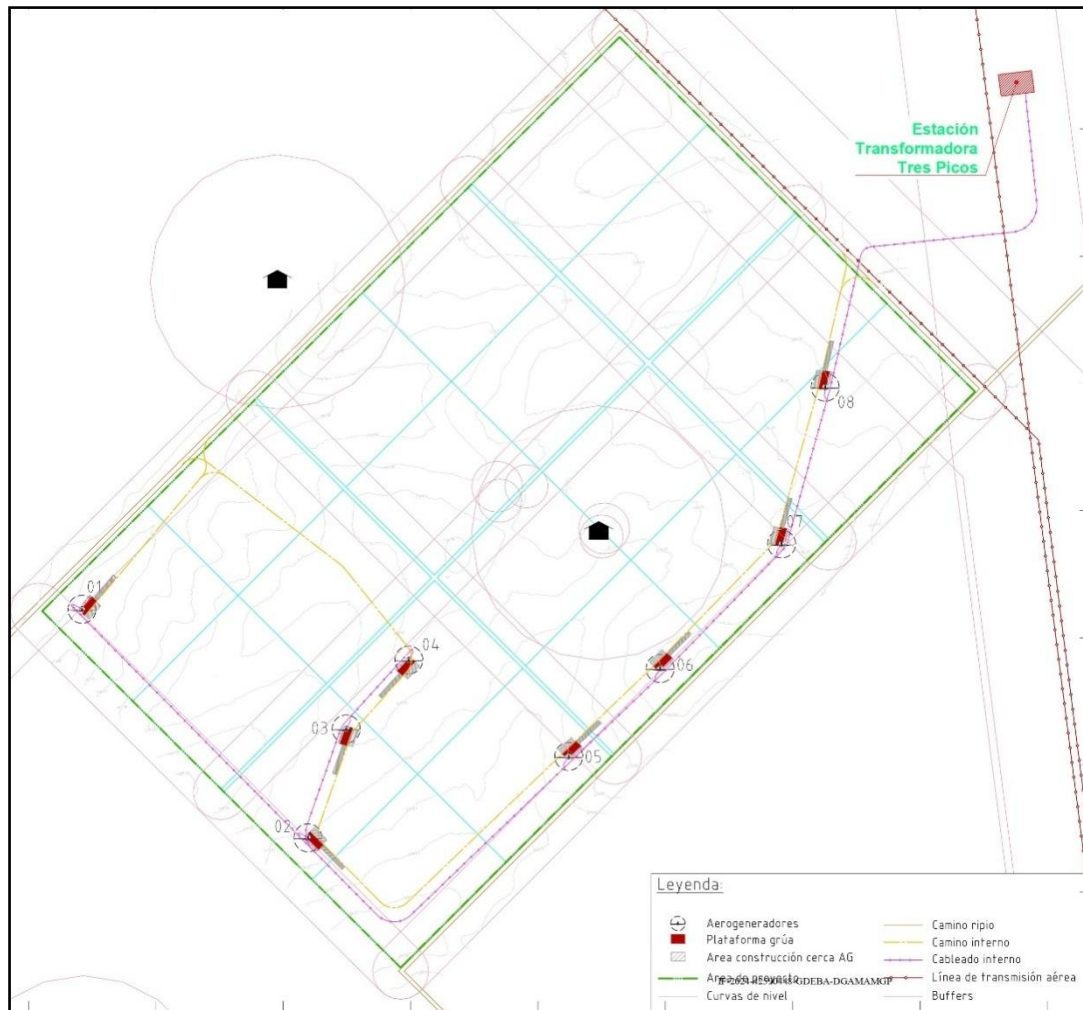 Estación
Transformadora
Tres Picos
08
07
01
04
06
03
05
02
Leyenda:
Aerogeneradores
Plataforma grúa
Area construcción cerca AG
Area de proyecto
Curvas de nivel
Camino ripio
Camino interno
Cableado interno
Línea de transmisión aérea
Buffers